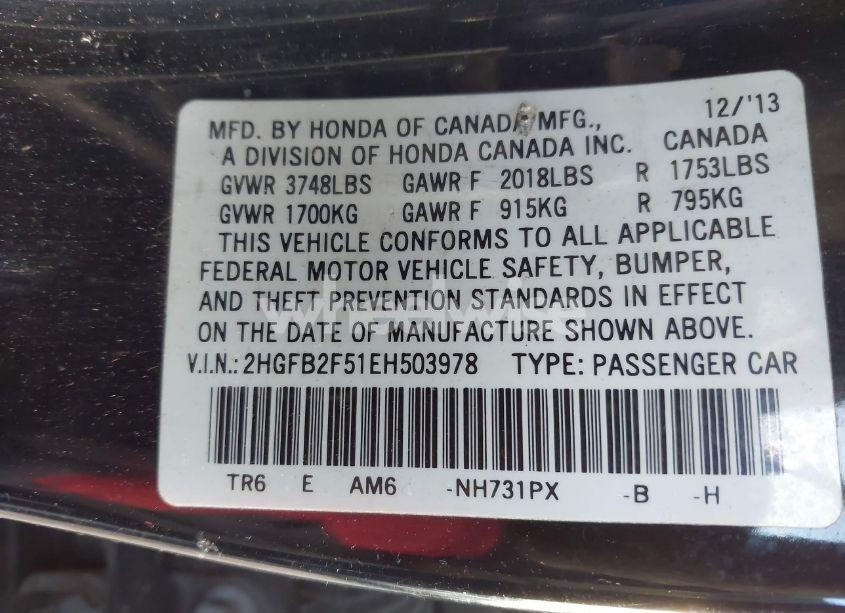 12/'13
MFD. BY HONDA OF CANADA MFG.,
A DIVISION OF HONDA CANADA INC. CANADA
GVWR 3748LBS GAWR F 2018LBS R 1753LBS
GVWR 1700KG GAWR F 915KG R 795KG
THIS VEHICLE CONFORMS TO ALL APPLICABLE
FEDERAL MOTOR VEHICLE SAFETY, BUMPER,
AND THEFT PREVENTION STANDARDS IN EFFECT
ON THE DATE OF MANUFACTURE SHOWN ABOVE.
V.I.N.: 2HGFB2F51EH503978 TYPE: PASSENGER CAR
TR6 E AM6 -NH731PX -B -H